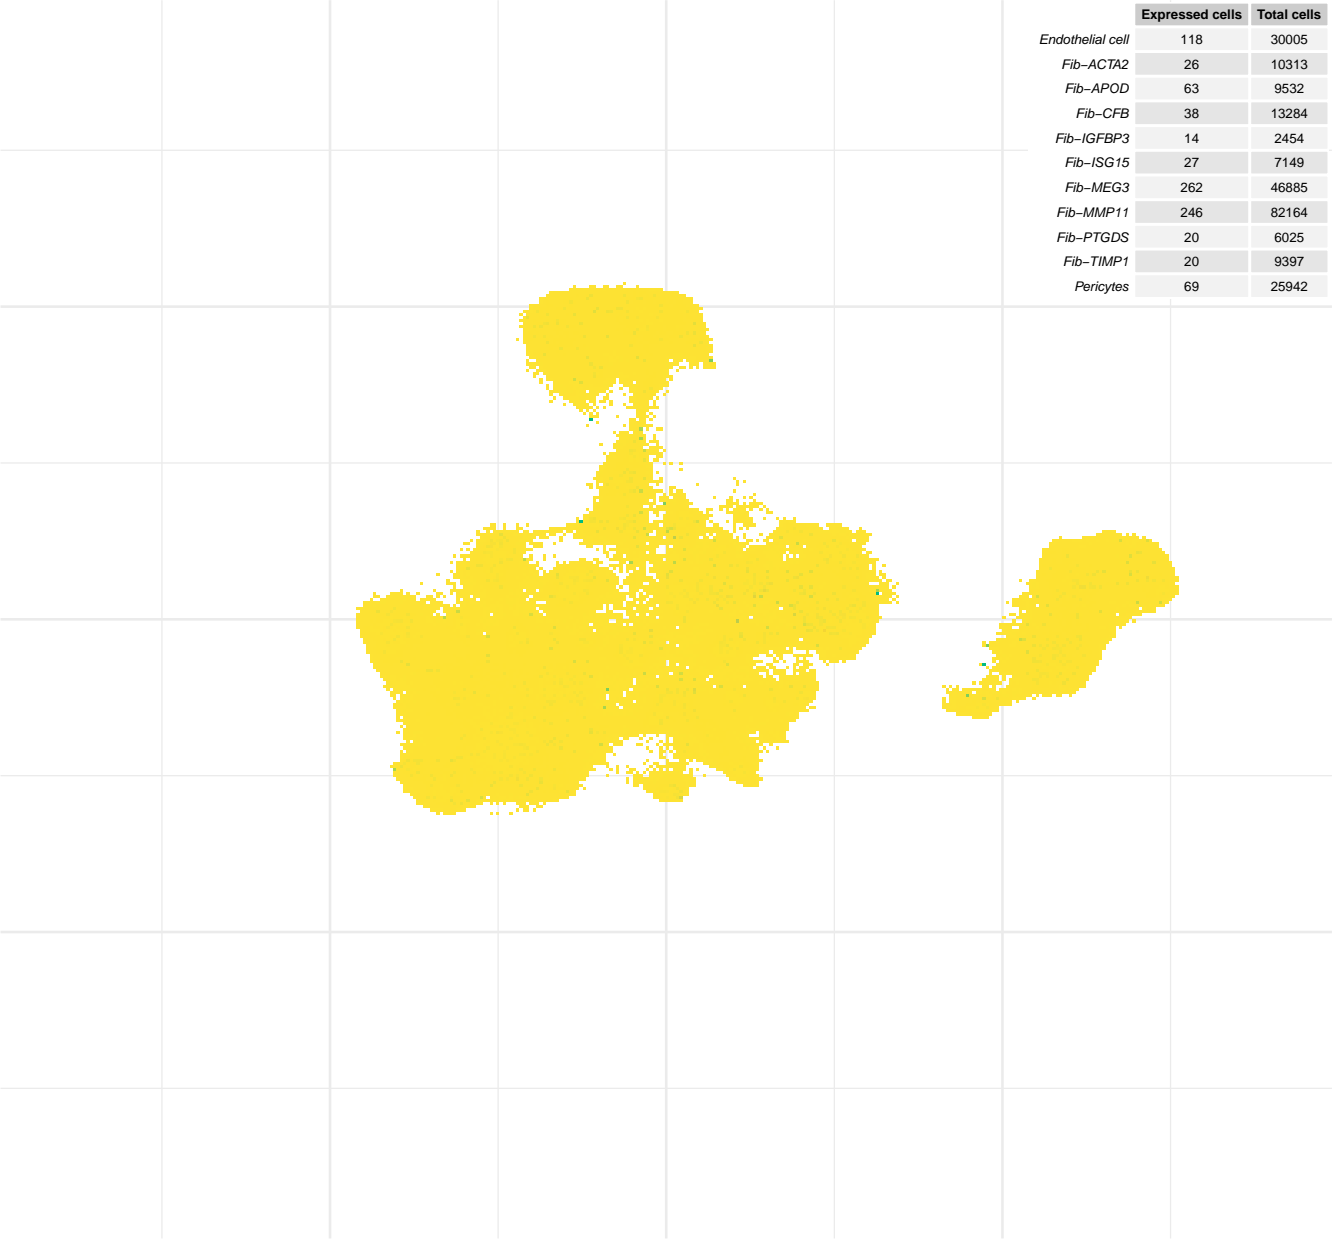 Expressed cells Total cells
Endothelial cell 118 30005
Fib−ACTA2 26 10313
Fib−APOD 63 9532
Fib−CFB 38 13284
Fib−IGFBP3 14 2454
Fib−ISG15 27 7149
Fib−MEG3 262 46885
Fib−MMP11 246 82164
Fib−PTGDS 20 6025
Fib−TIMP1 20 9397
Pericytes 69 25942